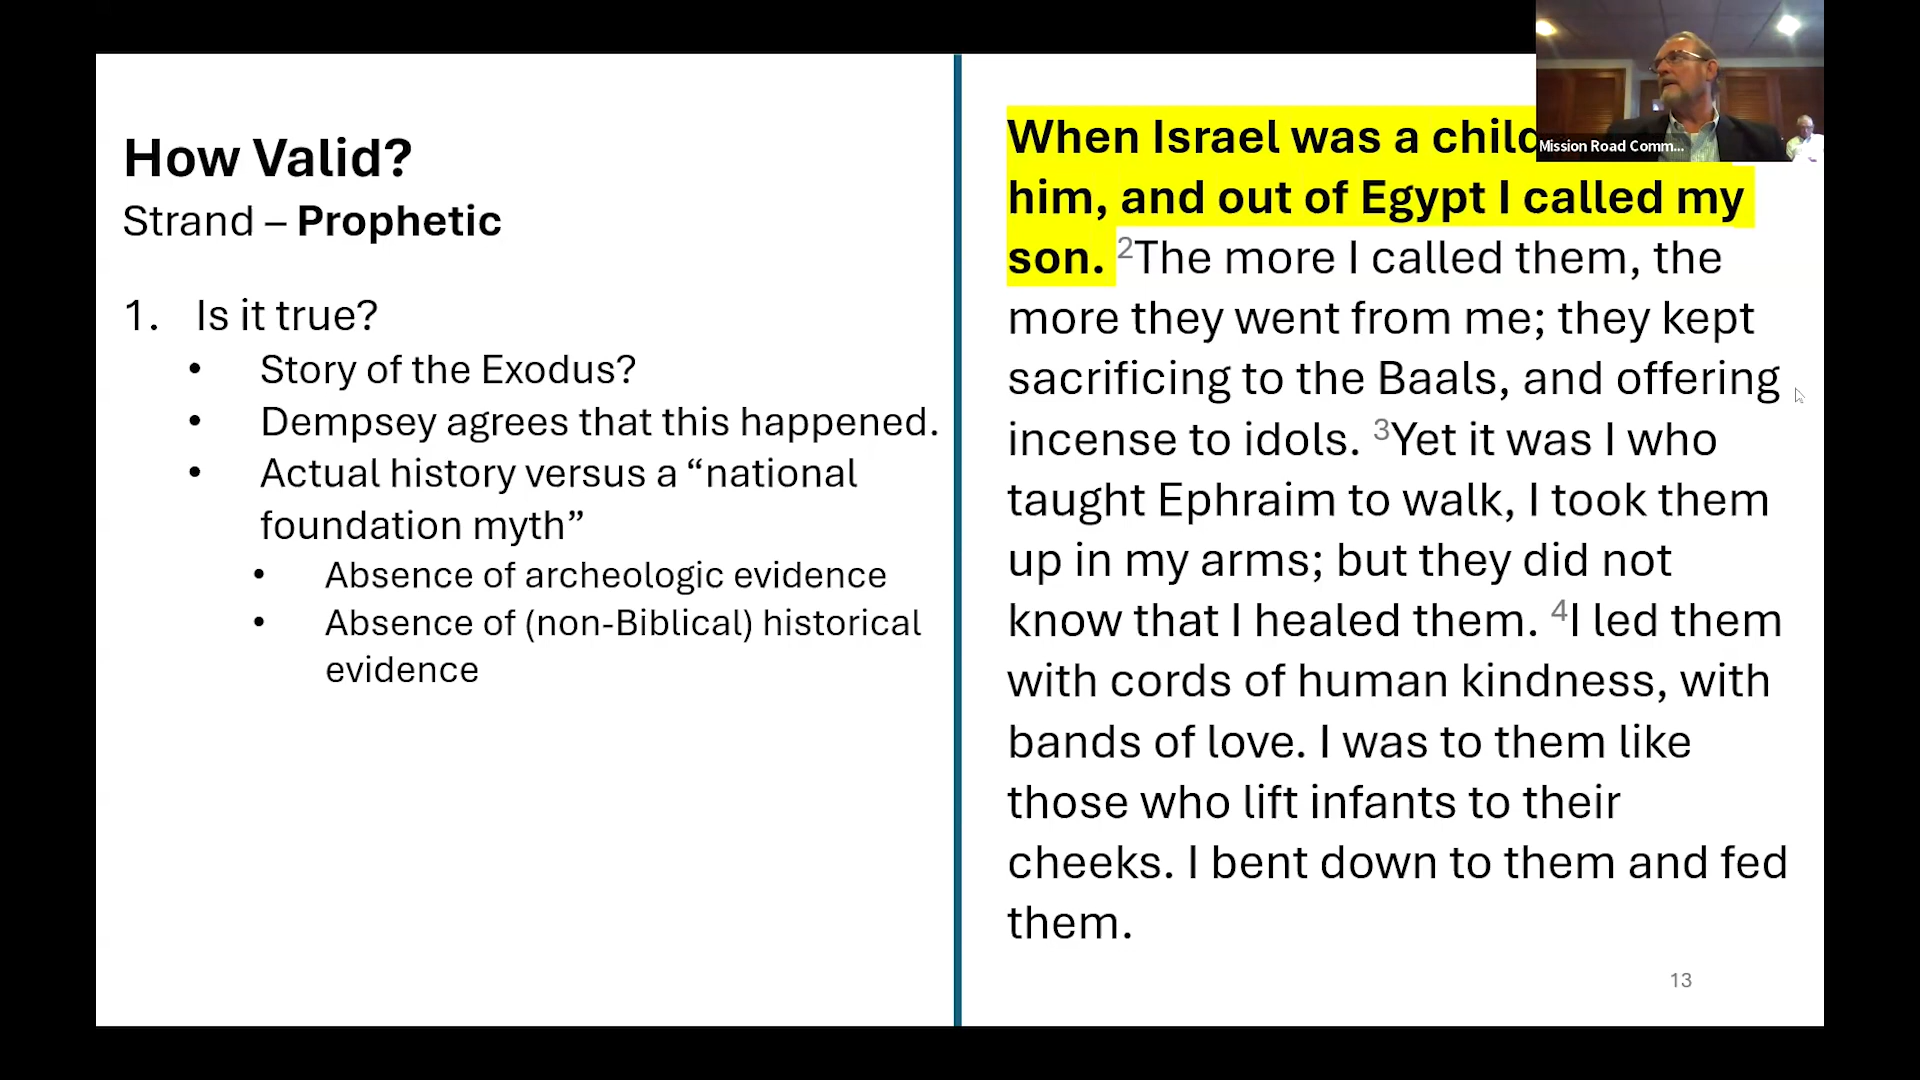 How Valid?
Strand – Prophetic
1. Is it true?
• Story of the Exodus?
• Dempsey agrees that this happened.
• Actual history versus a “national
foundation myth”
• Absence of archeologic evidence
• Absence of (non-Biblical) historical
evidence
When Israel was a child
him, and out of Egypt I called my
son. 2The more I called them, the
more they went from me; they kept
sacrificing to the Baals, and offering
incense to idols. 3Yet it was I who
taught Ephraim to walk, I took them
up in my arms; but they did not
know that I healed them. 4I led them
with cords of human kindness, with
bands of love. I was to them like
those who lift infants to their
cheeks. I bent down to them and fed
them.
13
Mission Road Comm...